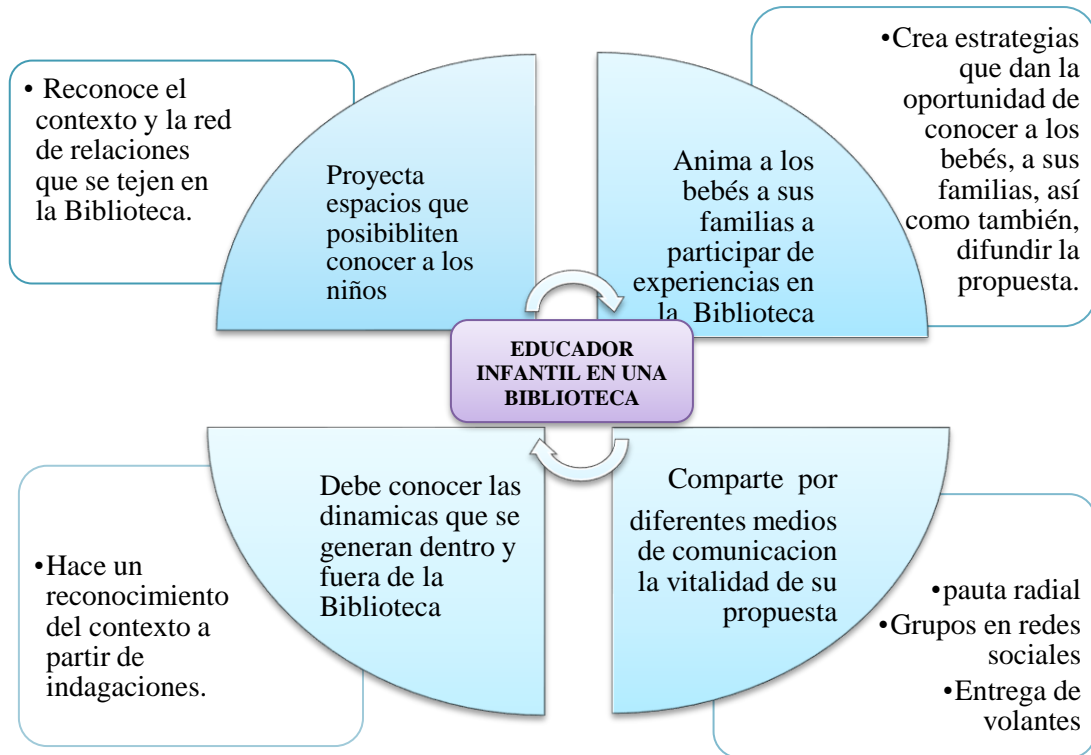 • Reconoce el
contexto y la red
de relaciones
que se tejen en
la Biblioteca.
Proyecta
espacios que
posibibliten
conocer a los
niños
Anima a los
bebés a sus
familias a
participar de
experiencias en
la Biblioteca
•Crea estrategias
que dan la
oportunidad de
conocer a los
bebés, a sus
familias, así
como también,
difundir la
propuesta.
EDUCADOR
INFANTIL EN UNA
BIBLIOTECA
•Hace un
reconocimiento
del contexto a
partir de
indagaciones.
Debe conocer las
dinamicas que se
generan dentro y
fuera de la
Biblioteca
Comparte por
diferentes medios
de comunicacion
la vitalidad de su
propuesta
•pauta radial
•Grupos en redes
sociales
•Entrega de
volantes